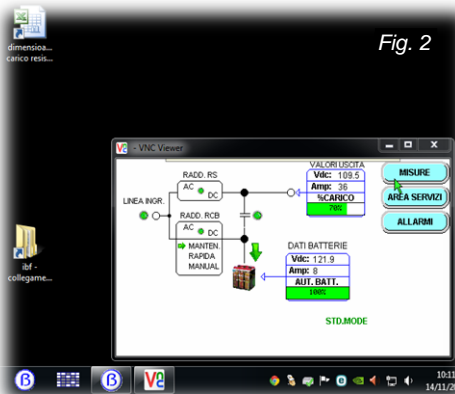 Fig. 2
dimensioa...
carico resis...
- VNC Viewer
VALORI USCITA
Vdc: 109.5
Amp: 36
%CARICO
70%
MISURE
AREA SERVIZI
ALLARMI
RADD. RS
AC
DC
LINEA INGR.
RADD. RCB
AC
DC
MANTEN.
RAPIDA
MANUAL
DATI BATTERIE
Vdc: 121.9
Amp: 8
AUT. BATT.
100%
STD.MODE
ibf -
collegame...
10:11
14/11/20